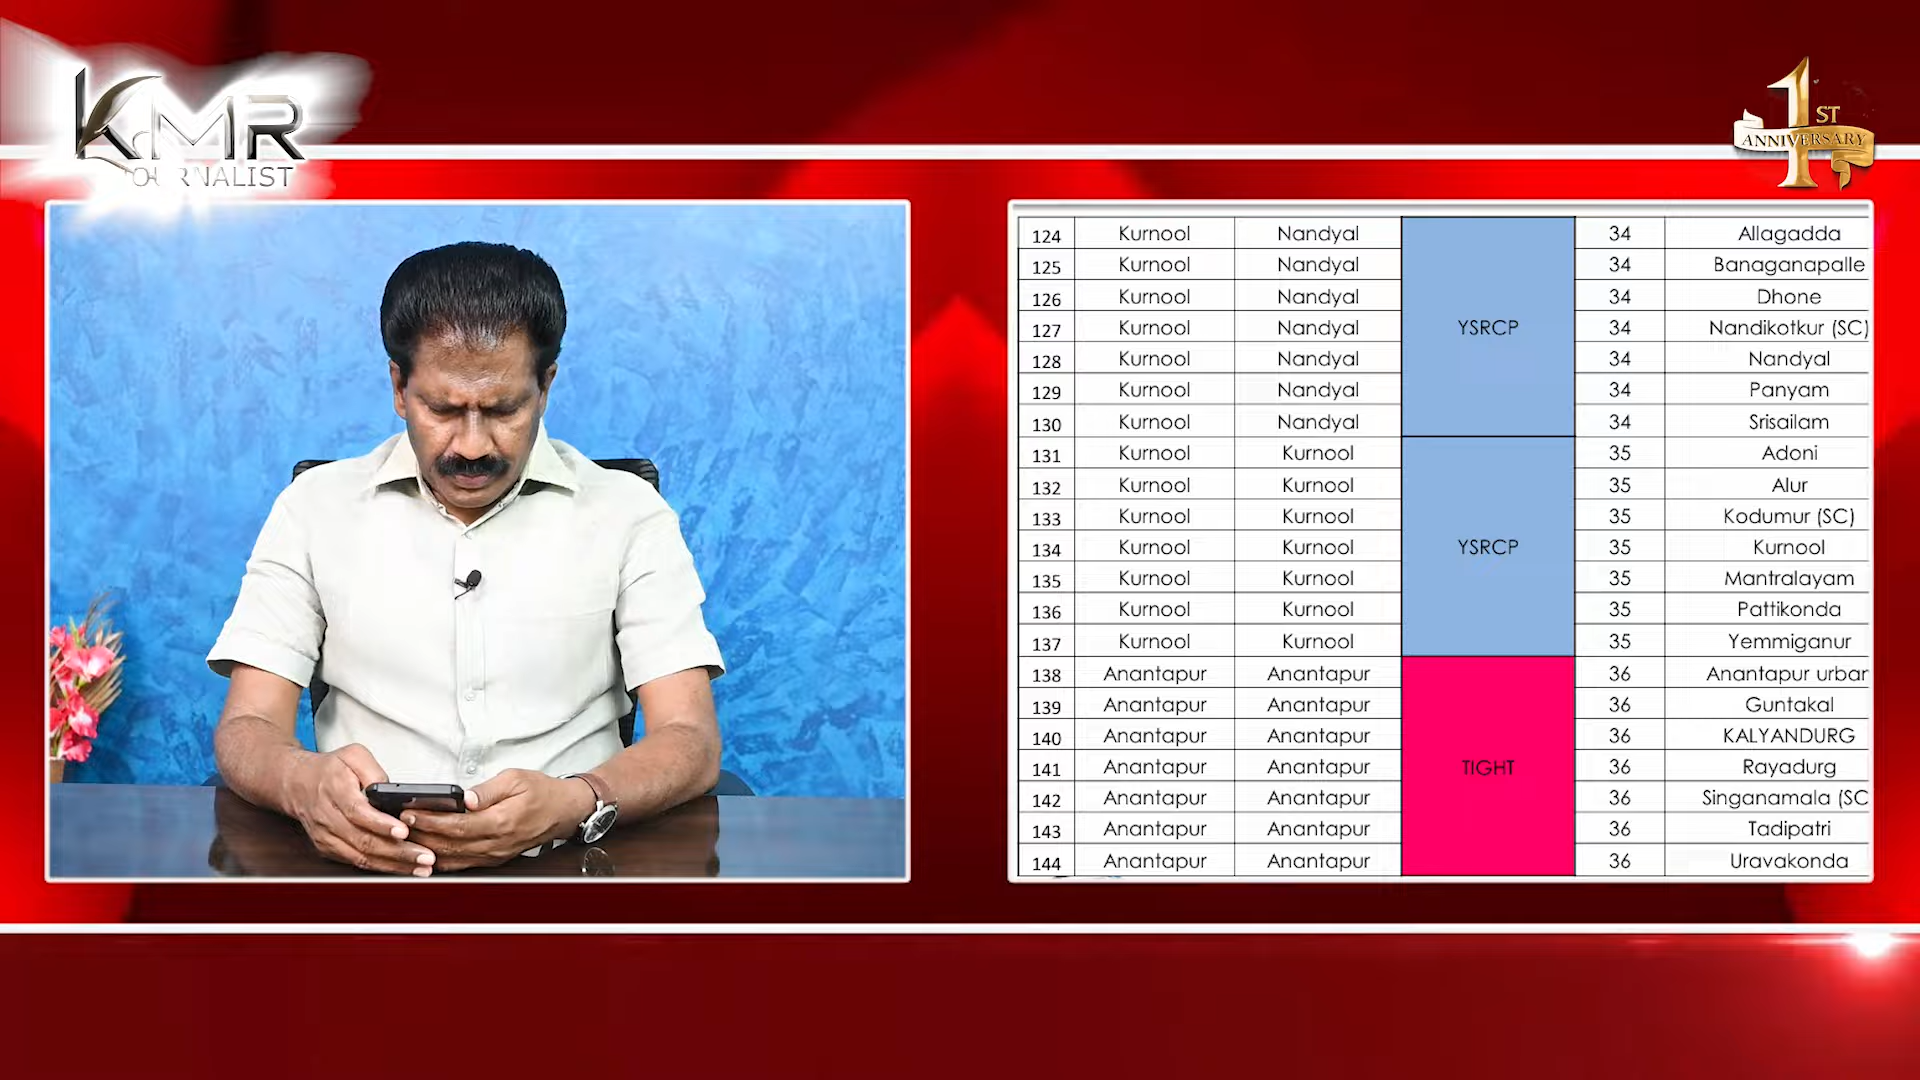 KMR
JOURNALIST
1ST
ANNIVERSARY
124 Kurnool Nandyal 34 Allagadda
125 Kurnool Nandyal 34 Banaganapalle
126 Kurnool Nandyal 34 Dhone
127 Kurnool Nandyal YSRCP 34 Nandikotkur (SC)
128 Kurnool Nandyal 34 Nandyal
129 Kurnool Nandyal 34 Panyam
130 Kurnool Nandyal 34 Srisailam
131 Kurnool Kurnool 35 Adoni
132 Kurnool Kurnool 35 Alur
133 Kurnool Kurnool 35 Kodumur (SC)
134 Kurnool Kurnool YSRCP 35 Kurnool
135 Kurnool Kurnool 35 Mantralayam
136 Kurnool Kurnool 35 Pattikonda
137 Kurnool Kurnool 35 Yemmiganur
138 Anantapur Anantapur 36 Anantapur urbar
139 Anantapur Anantapur 36 Guntakal
140 Anantapur Anantapur 36 KALYANDURG
141 Anantapur Anantapur TIGHT 36 Rayadurg
142 Anantapur Anantapur 36 Singanamala (SC
143 Anantapur Anantapur 36 Tadipatri
144 Anantapur Anantapur 36 Uravakonda